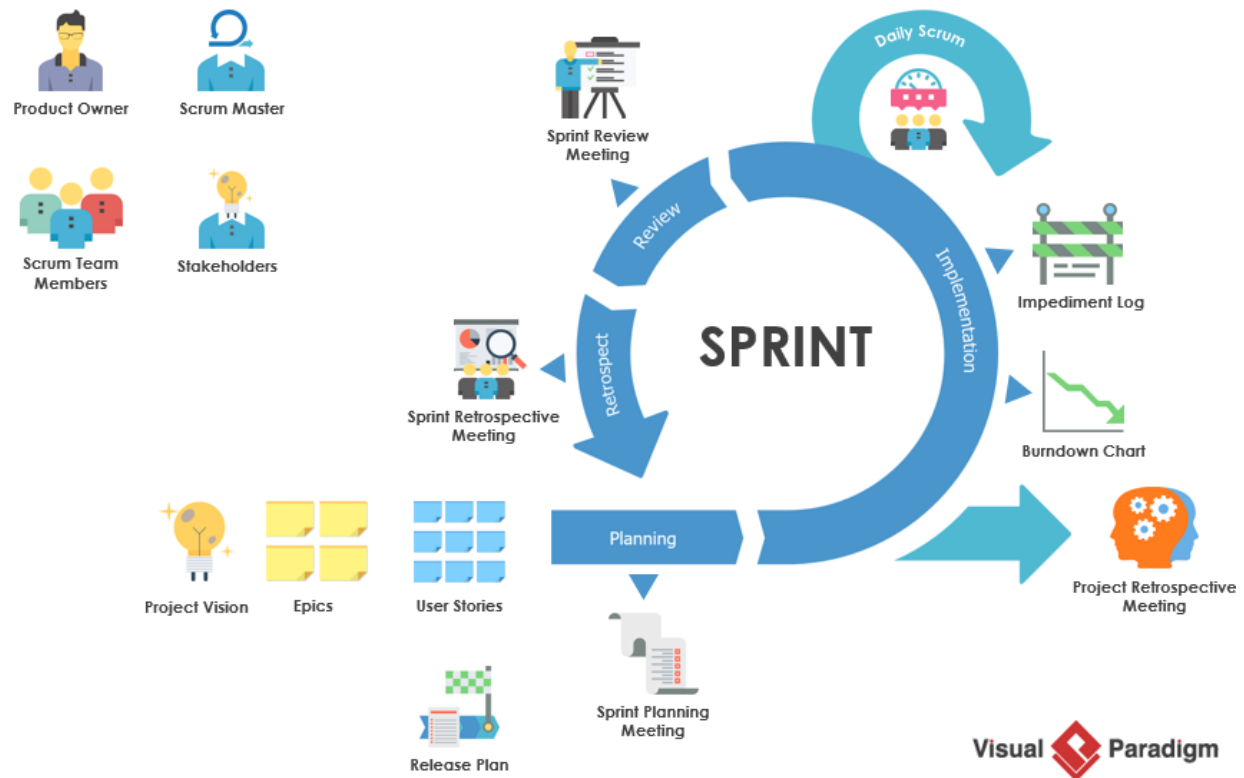 Product Owner
Scrum Master
Scrum Team
Members
Stakeholders
Sprint Review
Meeting
Daily Scrum
Review
Implementation
Impediment Log
SPRINT
Retrospect
Sprint Retrospective
Meeting
Burndown Chart
Planning
Project Vision
Epics
User Stories
Project Retrospective
Meeting
Sprint Planning
Meeting
Release Plan
Visual Paradigm